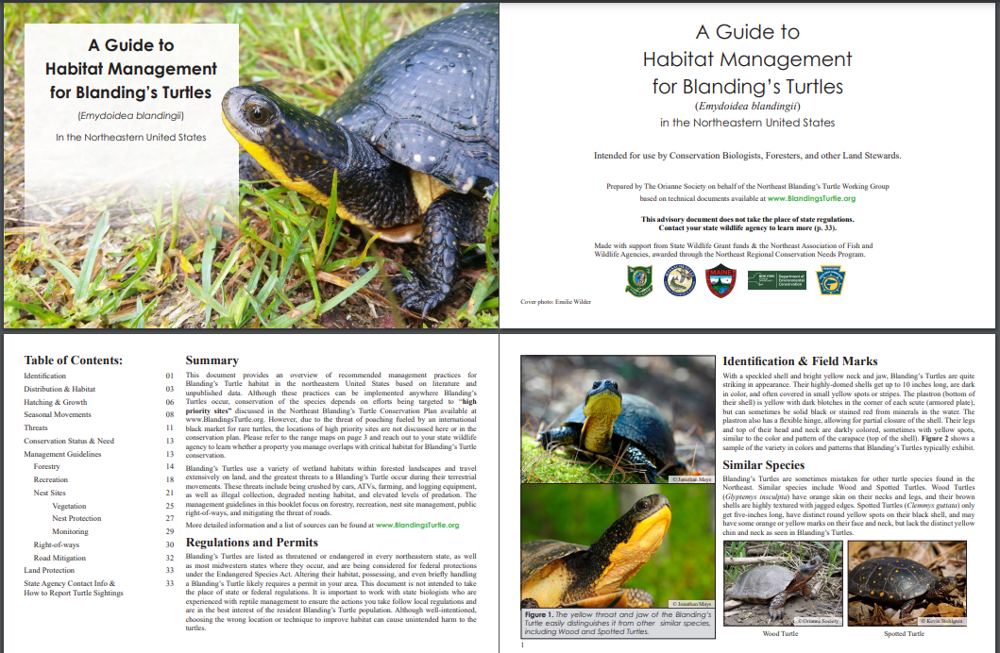 A Guide to
Habitat Management
for Blanding's Turtles
(Emydoidea blandingii)
In the Northeastern United States
A Guide to
Habitat Management
for Blanding's Turtles
(Emydoidea blandingii)
in the Northeastern United States
Intended for use by Conservation Biologists, Foresters, and other Land Stewards.
Prepared by The Orianne Society on behalf of the Northeast Blanding's Turtle Working Group
based on technical documents available at www.BlandingsTurtle.org
This advisory document does not take the place of state regulations.
Contact your state wildlife agency to learn more (p. 33).
Made with support from State Wildlife Grant funds & the Northeast Association of Fish and
Wildlife Agencies, awarded through the Northeast Regional Conservation Needs Program.
MAINE
NEW YORK
Department of
Environmental
Conservation
Cover photo: Emilie Wilder
Table of Contents:
Identification 01
Distribution & Habitat 03
Hatching & Growth 06
Seasonal Movements 08
Threats 11
Conservation Status & Need 13
Management Guidelines 13
Forestry 14
Recreation 18
Nest Sites 21
Vegetation 25
Nest Protection 27
Monitoring 29
Right-of-ways 30
Road Mitigation 32
Land Protection 33
State Agency Contact Info & 33
How to Report Turtle Sightings
Summary
This document provides an overview of recommended management practices for
Blanding's Turtle habitat in the northeastern United States based on literature and
unpublished data. Although these practices can be implemented anywhere Blanding's
Turtles occur, conservation of the species depends on efforts being targeted to "high
priority sites" discussed in the Northeast Blanding's Turtle Conservation Plan available at
www.BlandingsTurtle.org. However, due to the threat of poaching fueled by an international
black market for rare turtles, the locations of high priority sites are not discussed here or in the
conservation plan. Please refer to the range maps on page 3 and reach out to your state wildlife
agency to learn whether a property you manage overlaps with critical habitat for Blanding's Turtle
conservation.
Blanding's Turtles use a variety of wetland habitats within forested landscapes and travel
extensively on land, and the greatest threats to a Blanding's Turtle occur during their terrestrial
movements. These threats include being crushed by cars, ATVs, farming, and logging equipment,
as well as illegal collection, degraded nesting habitat, and elevated levels of predation. The
management guidelines in this booklet focus on forestry, recreation, nest site management, public
right-of-ways, and mitigating the threat of roads.
More detailed information and a list of sources can be found at www.BlandingsTurtle.org
Regulations and Permits
Blanding's Turtles are listed as threatened or endangered in every northeastern state, as well
as most midwestern states where they occur, and are being considered for federal protections
under the Endangered Species Act. Altering their habitat, possessing, and even briefly handling
a Blanding's Turtle likely requires a permit in your area. This document is not intended to take
the place of state or federal regulations. It is important to work with state biologists who are
experienced with reptile management to ensure the actions you take follow local regulations and
are in the best interest of the resident Blanding's Turtle population. Although well-intentioned,
choosing the wrong location or technique to improve habitat can cause unintended harm to the
turtles.
© Jonathan Mays
© Jonathan Mays
Figure 1. The yellow throat and jaw of the Blanding's
Turtle easily distinguishes it from other similar species,
including Wood and Spotted Turtles.
1
Identification & Field Marks
With a speckled shell and bright yellow neck and jaw, Blanding's Turtles are quite
striking in appearance. Their highly-domed shells get up to 10 inches long, are dark
in color, and often covered in small yellow spots or stripes. The plastron (bottom of
their shell) is yellow with dark blotches in the corner of each scute (armored plate),
but can sometimes be solid black or stained red from minerals in the water. The
plastron also has a flexible hinge, allowing for partial closure of the shell. Their legs
and top of their head and neck are darkly colored, sometimes with yellow spots,
similar to the color and pattern of the carapace (top of the shell). Figure 2 shows a
sample of the variety in colors and patterns that Blanding's Turtles typically exhibit.
Similar Species
Blanding's Turtles are sometimes mistaken for other turtle species found in the
Northeast. Similar species include Wood and Spotted Turtles. Wood Turtles
(Glyptemys insculpta) have orange skin on their necks and legs, and their brown
shells are highly textured with jagged edges. Spotted Turtles (Clemmys guttata) only
get five-inches long, have distinct round yellow spots on their black shell, and may
have some orange or yellow marks on their face and neck, but lack the distinct yellow
chin and neck as seen in Blanding's Turtles.
© Orianne Society
© Kevin Stohlgren
Wood Turtle
Spotted Turtle